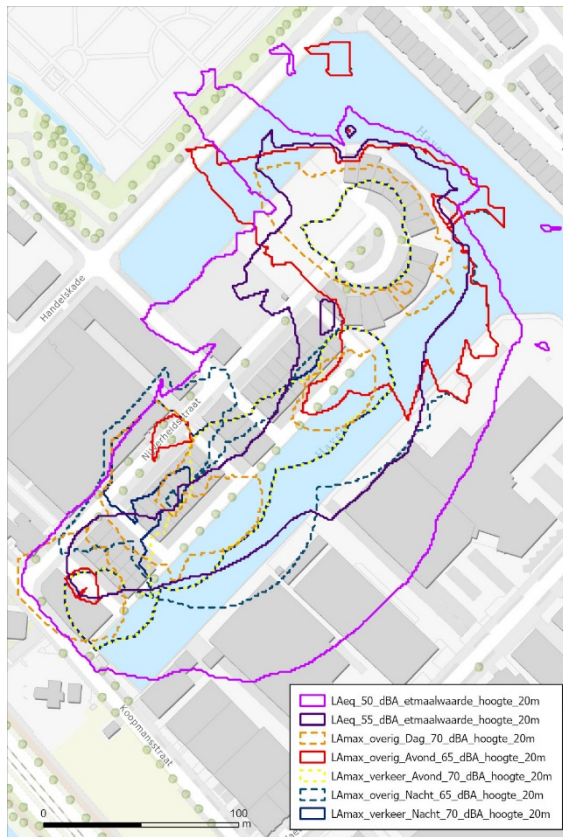 Handelskade
Nijverheidsstraat
Koopmansstraat
LAeq_50_dBA_etmaalwaarde_hoogte_20m
LAeq_55_dBA_etmaalwaarde_hoogte_20m
LAmax_overig_Dag_70_dBA_hoogte_20m
LAmax_overig_Avond_65_dBA_hoogte_20m
LAmax_verkeer_Avond_70_dBA_hoogte_20m
LAmax_overig_Nacht_65_dBA_hoogte_20m
LAmax_verkeer_Nacht_70_dBA_hoogte_20m
0 100
m